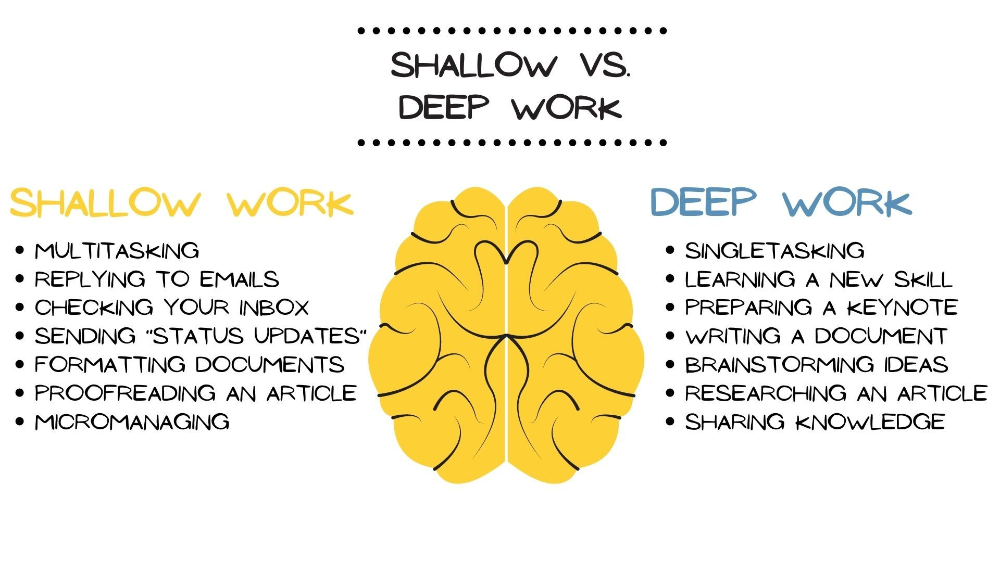 SHALLOW VS.
DEEP WORK
SHALLOW WORK
• MULTITASKING
• REPLYING TO EMAILS
• CHECKING YOUR INBOX
• SENDING "STATUS UPDATES"
• FORMATTING DOCUMENTS
• PROOFREADING AN ARTICLE
• MICROMANAGING
DEEP WORK
• SINGLETASKING
• LEARNING A NEW SKILL
• PREPARING A KEYNOTE
• WRITING A DOCUMENT
• BRAINSTORMING IDEAS
• RESEARCHING AN ARTICLE
• SHARING KNOWLEDGE